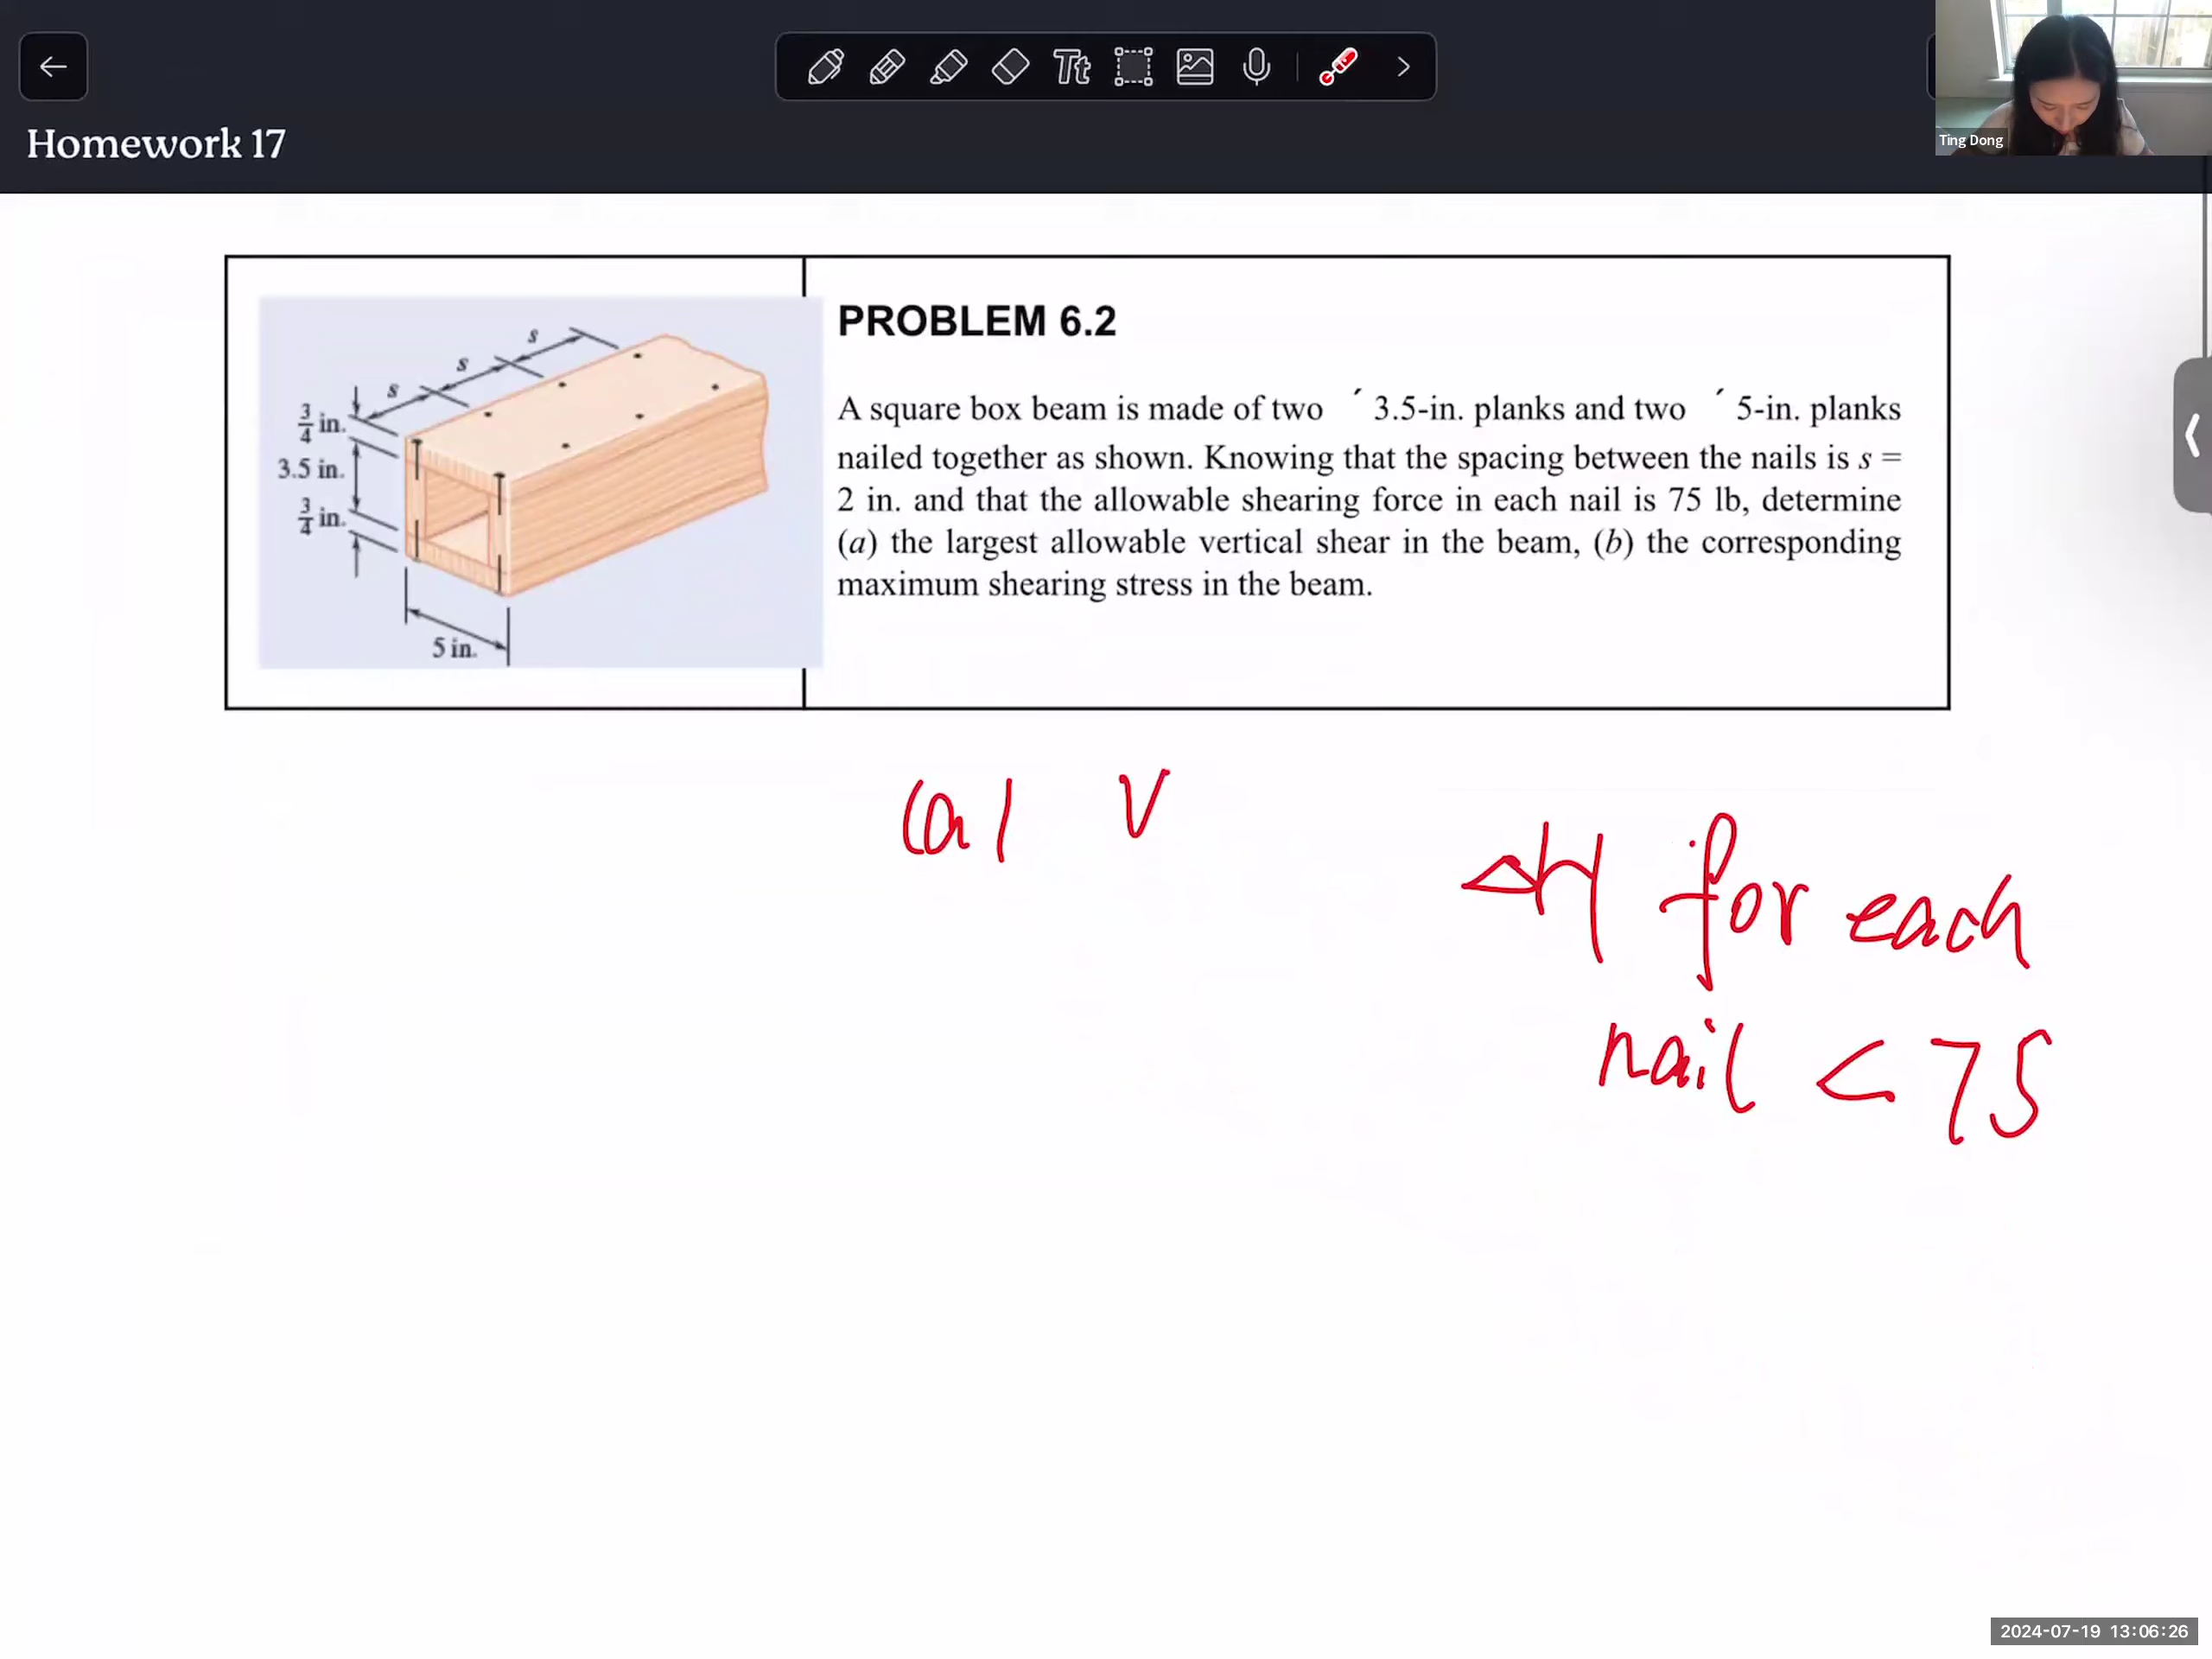 Tt
Ting Dong
Homework 17
s
s
s
3/4 in.
3.5 in.
3/4 in.
5 in.
PROBLEM 6.2
A square box beam is made of two ´ 3.5-in. planks and two ´ 5-in. planks
nailed together as shown. Knowing that the spacing between the nails is s =
2 in. and that the allowable shearing force in each nail is 75 lb, determine
(a) the largest allowable vertical shear in the beam, (b) the corresponding
maximum shearing stress in the beam.
(a) V
△H for each
nail < 75
2024-07-19 13:06:26